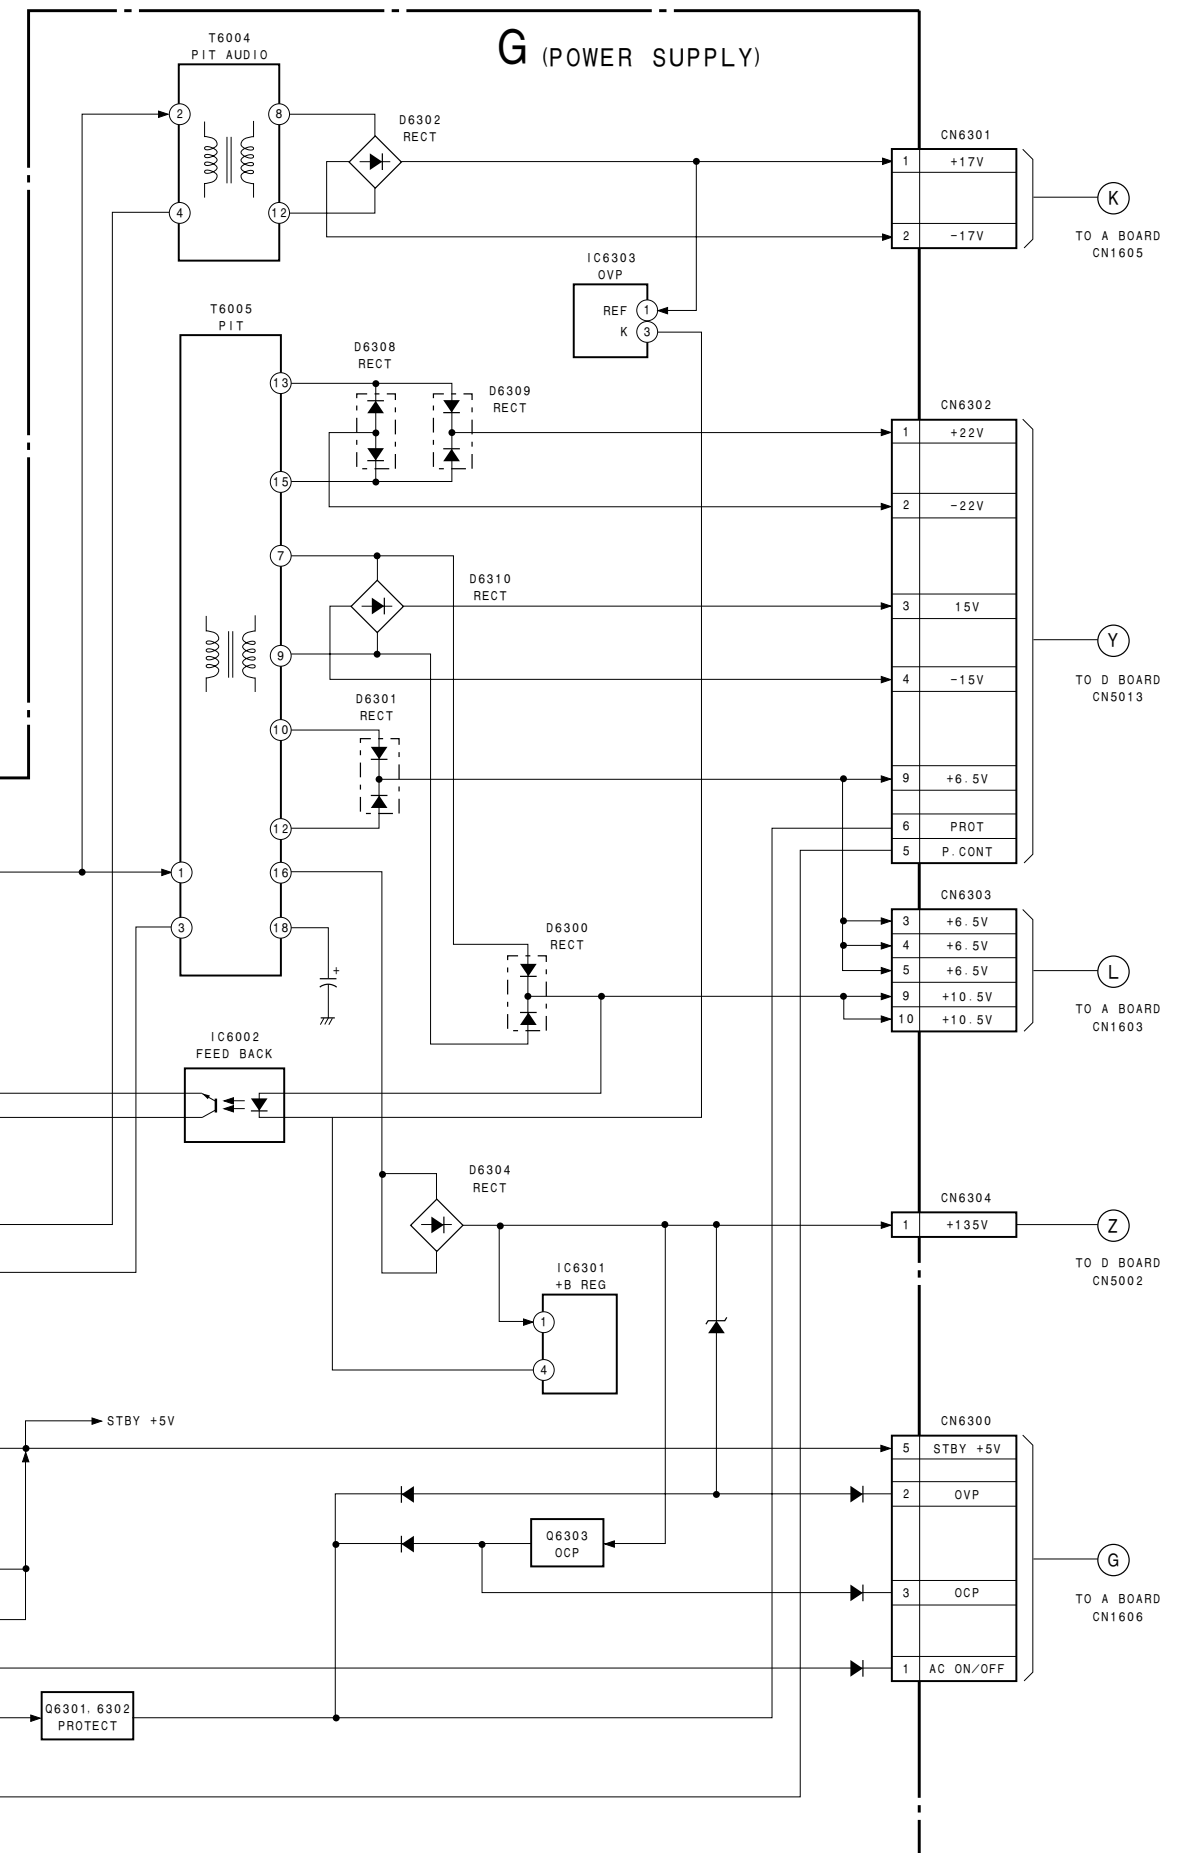 G (POWER SUPPLY)
T6004
PIT AUDIO
2
4
8
12
D6302
RECT
CN6301
1 +17V
2 -17V
K
TO A BOARD
CN1605
IC6303
OVP
REF 1
K 3
T6005
PIT
13
15
7
9
10
12
16
18
1
3
D6308
RECT
D6309
RECT
CN6302
1 +22V
2 -22V
3 15V
4 -15V
9 +6.5V
6 PROT
5 P.CONT
Y
TO D BOARD
CN5013
D6310
RECT
D6301
RECT
D6300
RECT
+
CN6303
3 +6.5V
4 +6.5V
5 +6.5V
9 +10.5V
10 +10.5V
L
TO A BOARD
CN1603
IC6002
FEED BACK
D6304
RECT
CN6304
1 +135V
Z
TO D BOARD
CN5002
IC6301
+B REG
1
4
STBY +5V
CN6300
5 STBY +5V
2 OVP
3 OCP
1 AC ON/OFF
G
TO A BOARD
CN1606
Q6303
OCP
Q6301, 6302
PROTECT